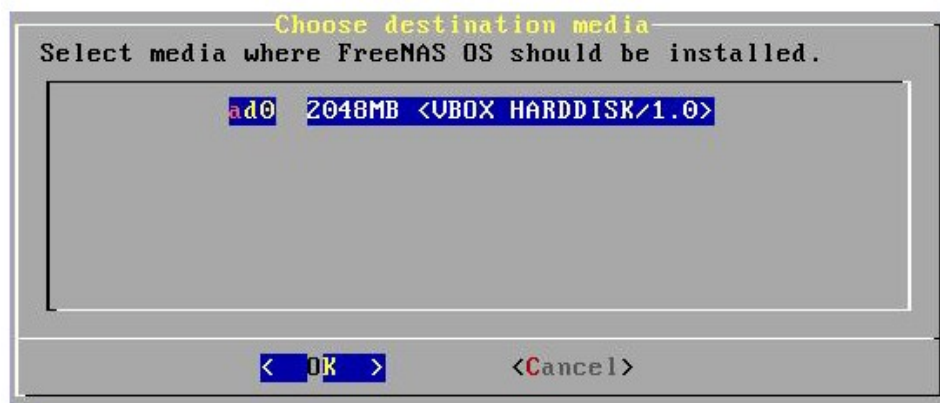 Choose destination media
Select media where FreeNAS OS should be installed.
ad0 2048MB <VBOX HARDDISK/1.0>
< OK > <Cancel>